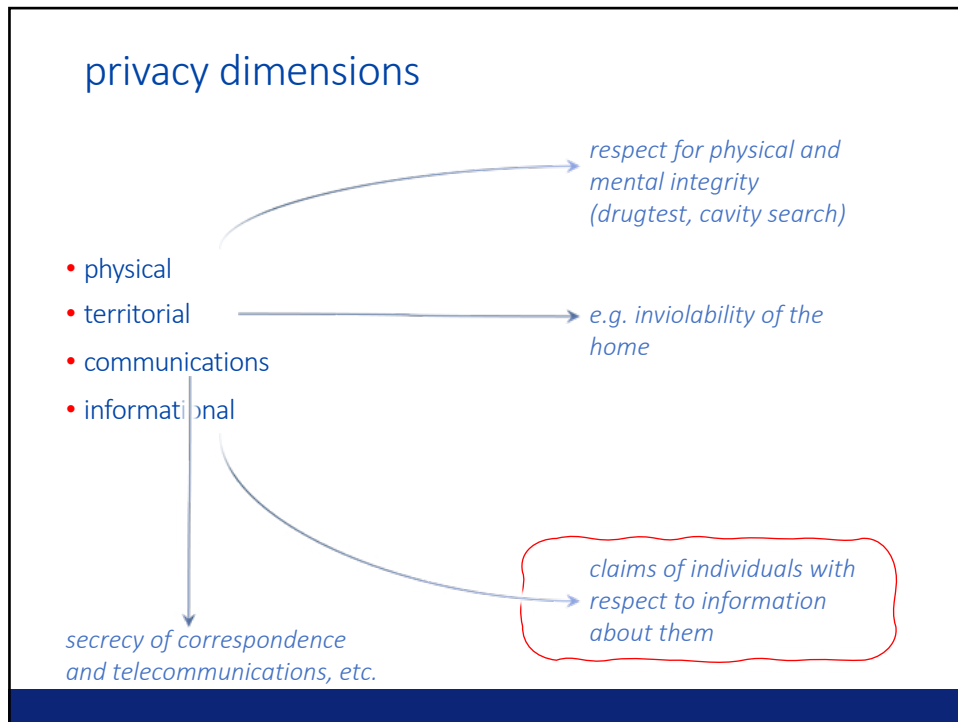 privacy dimensions
respect for physical and
mental integrity
(drugtest, cavity search)
• physical
• territorial
e.g. inviolability of the
home
• communications
• informational
claims of individuals with
respect to information
about them
secrecy of correspondence
and telecommunications, etc.